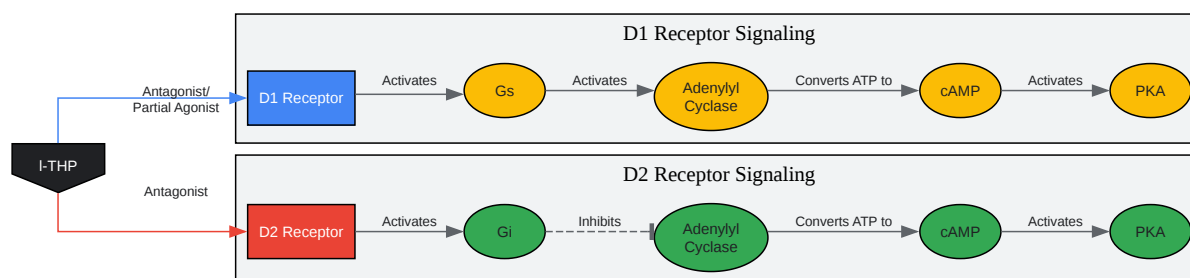 D1 Receptor Signaling
Antagonist/
Partial Agonist
D1 Receptor
Activates
Gs
Activates
Adenylyl
Cyclase
Converts ATP to
cAMP
Activates
PKA
l-THP
D2 Receptor Signaling
Antagonist
D2 Receptor
Activates
Gi
Inhibits
Adenylyl
Cyclase
Converts ATP to
cAMP
Activates
PKA